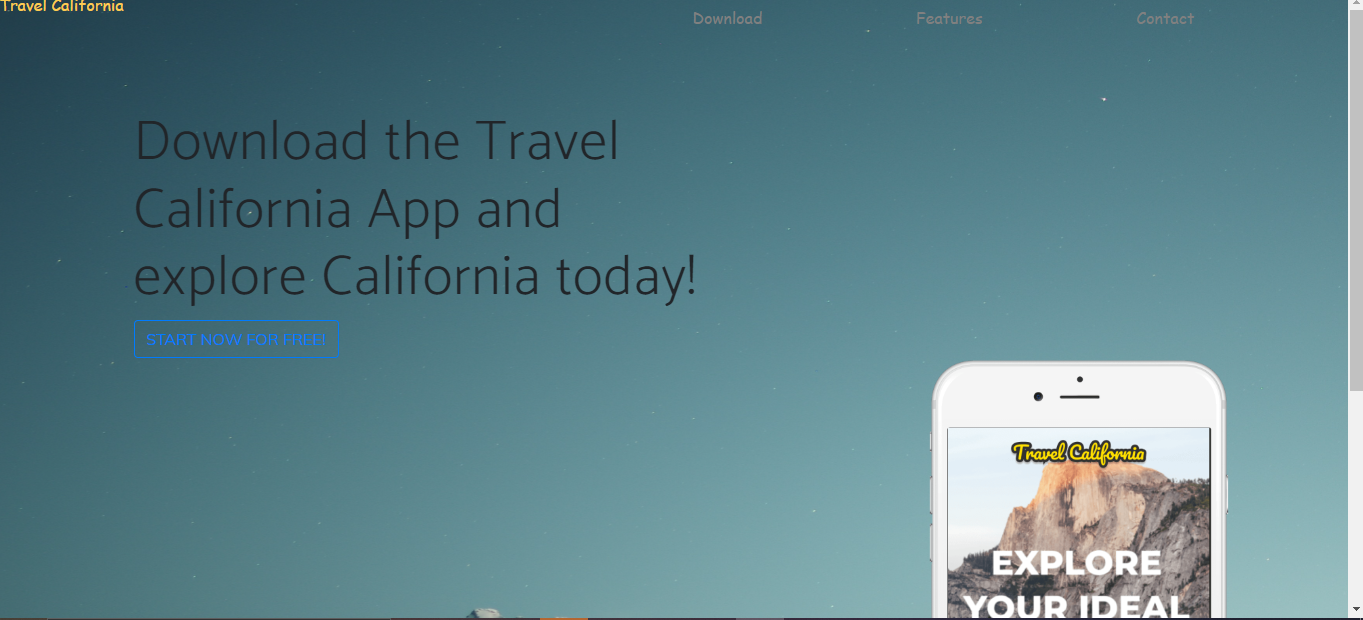 Travel California
Download
Features
Contact
Download the Travel
California App and
explore California today!
START NOW FOR FREE!
Travel California
EXPLORE
YOUR IDEAL